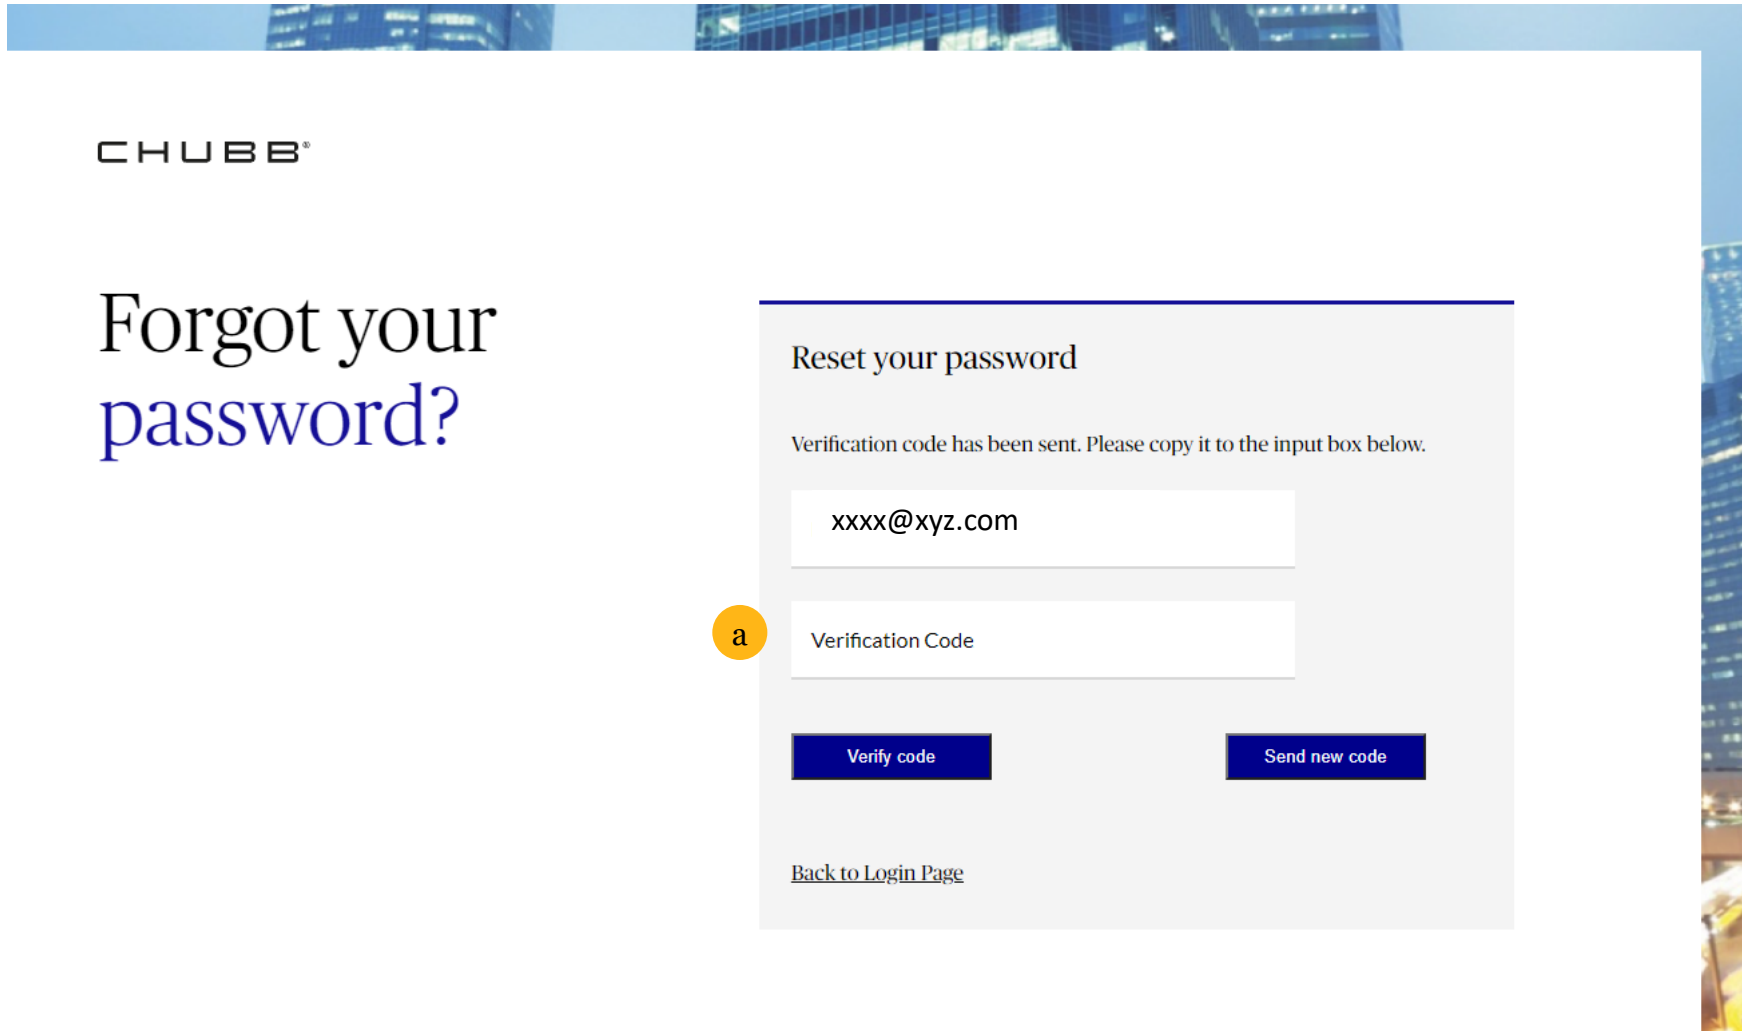 CHUBB®
Forgot your
password?
Reset your password
Verification code has been sent. Please copy it to the input box below.
xxxx@xyz.com
a
Verification Code
Verify code
Send new code
Back to Login Page